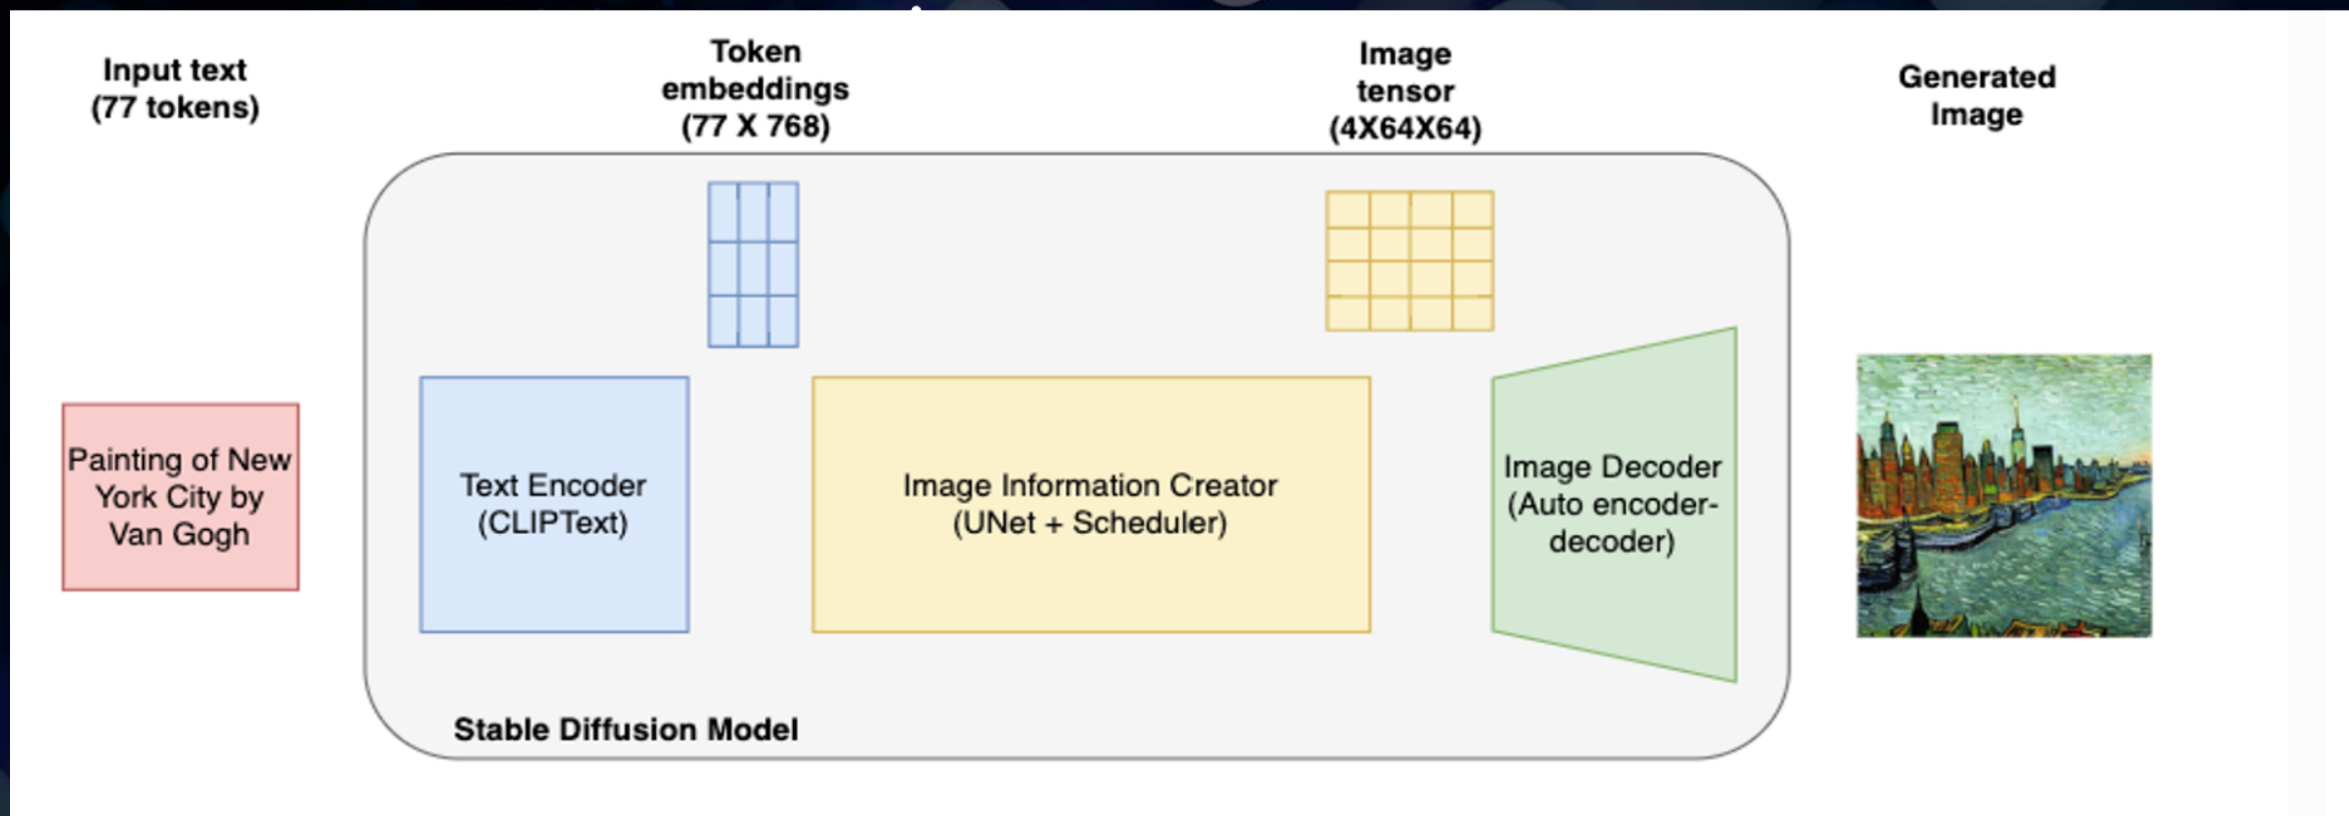 Input text
(77 tokens)
Token
embeddings
(77 X 768)
Image
tensor
(4X64X64)
Generated
Image
Painting of New
York City by
Van Gogh
Text Encoder
(CLIPText)
Image Information Creator
(UNet + Scheduler)
Image Decoder
(Auto encoder-
decoder)
Stable Diffusion Model